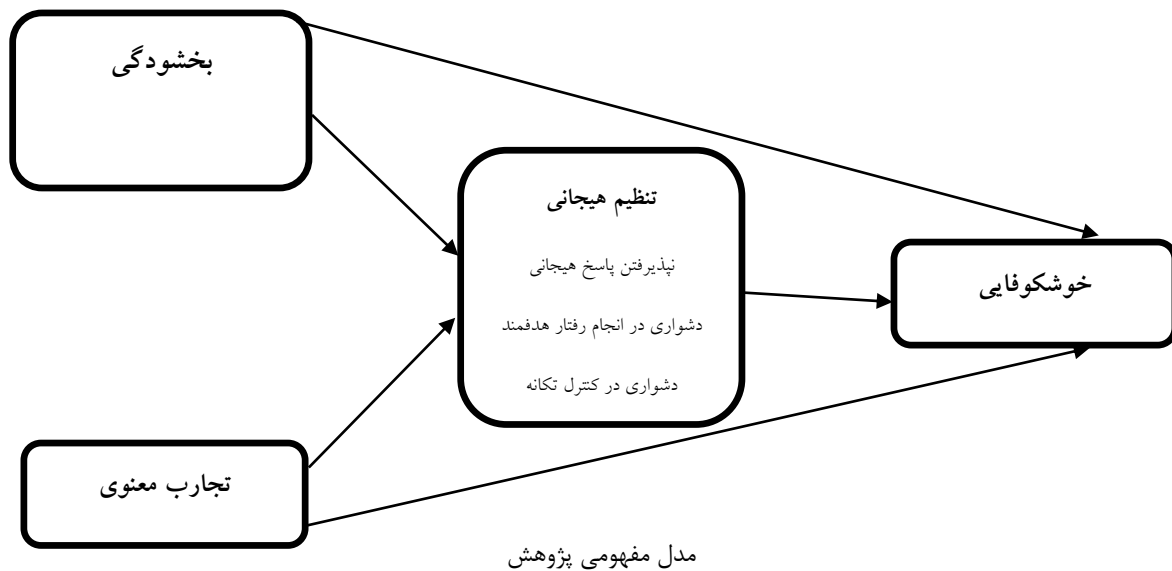 بخشودگی
تنظیم هیجانی
نپذیرفتن پاسخ هیجانی
دشواری در انجام رفتار هدفمند
دشواری در کنترل تکانه
خوشکوفایی
تجارب معنوی
مدل مفهومی پژوهش